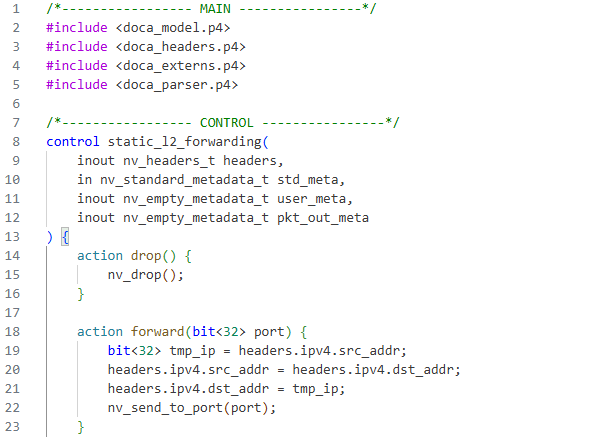 1 /*----------------- MAIN ----------------*/
2 #include <doca_model.p4>
3 #include <doca_headers.p4>
4 #include <doca_externs.p4>
5 #include <doca_parser.p4>
6
7 /*----------------- CONTROL ----------------*/
8 control static_l2_forwarding(
9     inout nv_headers_t headers,
10     in nv_standard_metadata_t std_meta,
11     inout nv_empty_metadata_t user_meta,
12     inout nv_empty_metadata_t pkt_out_meta
13 ) {
14     action drop() {
15         nv_drop();
16     }
17
18     action forward(bit<32> port) {
19         bit<32> tmp_ip = headers.ipv4.src_addr;
20         headers.ipv4.src_addr = headers.ipv4.dst_addr;
21         headers.ipv4.dst_addr = tmp_ip;
22         nv_send_to_port(port);
23     }